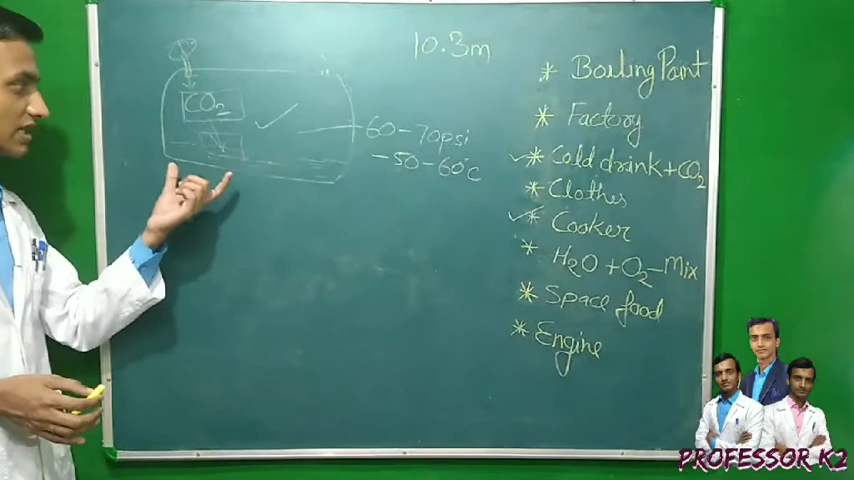 10.3m
CO2
60-70psi
-50-60°C
* Boiling Point
* Factory
* Cold drink+CO2
* Clothes
* Cooker
* H2O+O2-Mix
* Space food
* Engine
PROFESSOR K2